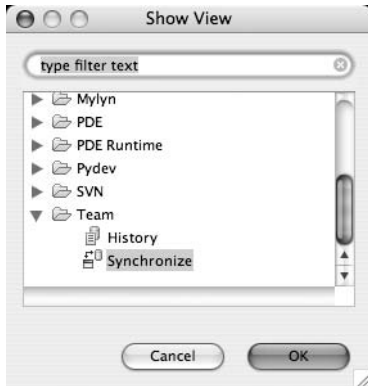 Show View
type filter text
Mylyn
PDE
PDE Runtime
Pydev
SVN
Team
History
Synchronize
Cancel
OK